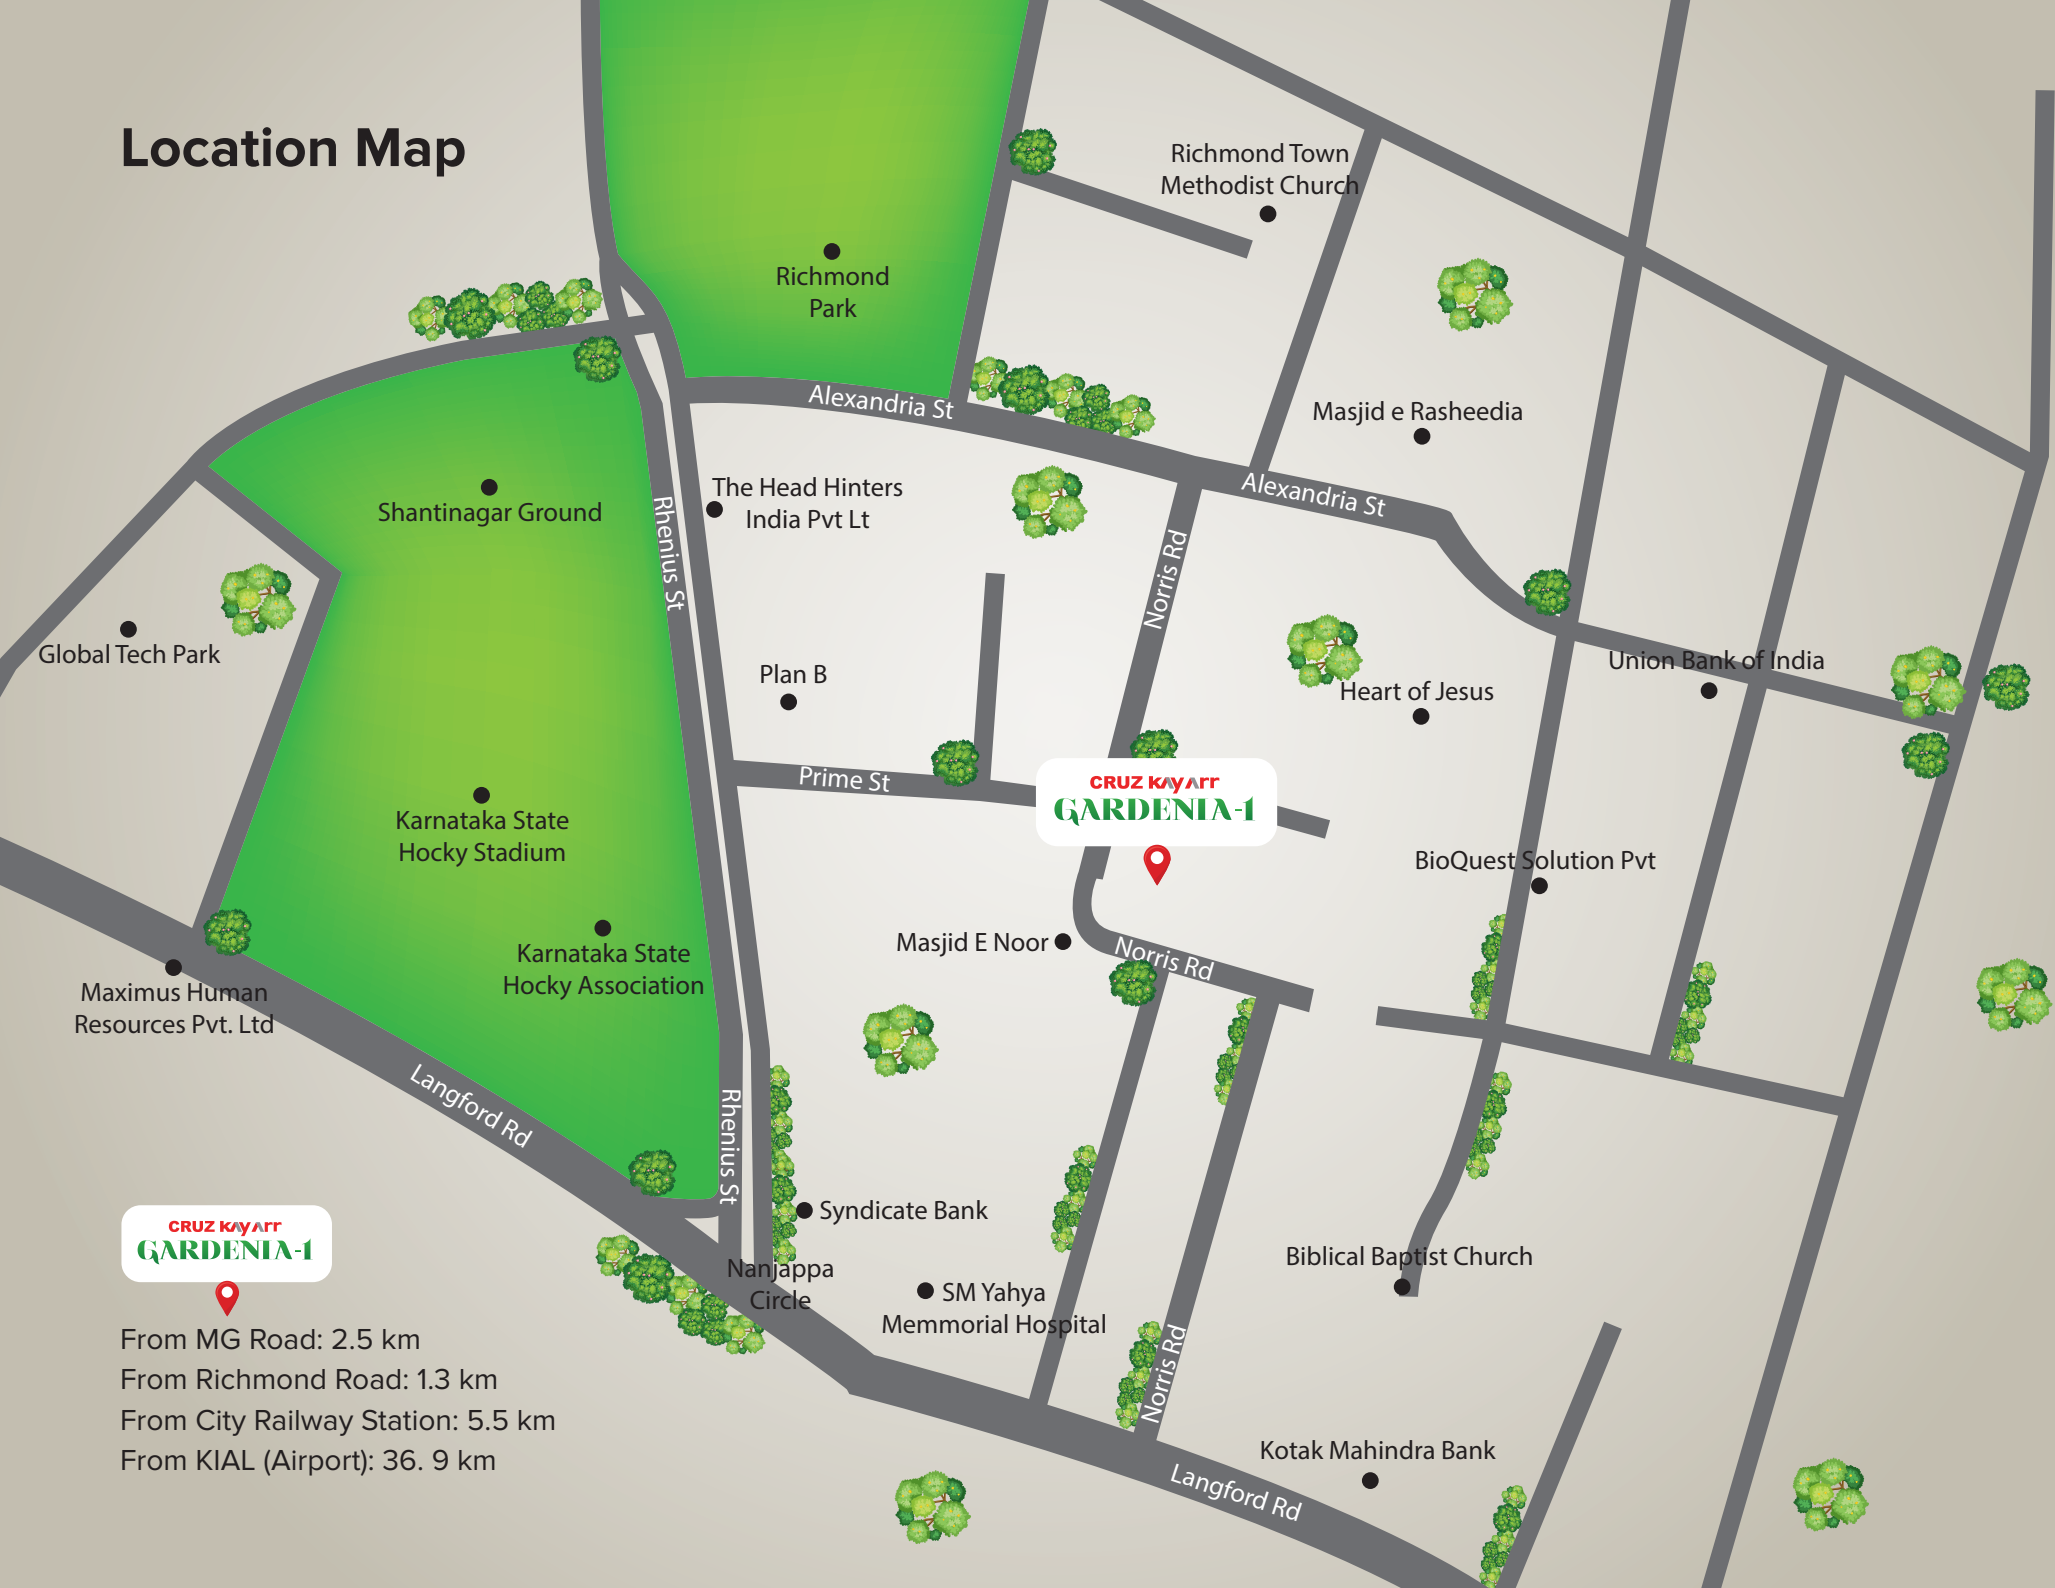 Location Map
Richmond Town
Methodist Church
Richmond
Park
Alexandria St
Masjid e Rasheedia
Alexandria St
The Head Hinters
India Pvt Lt
Shantinagar Ground
Rhenius St
Norris Rd
Global Tech Park
Plan B
Union Bank of India
Heart of Jesus
Prime St
CRUZ KAYARR
GARDENIA-1
Karnataka State
Hocky Stadium
BioQuest Solution Pvt
Karnataka State
Hocky Association
Masjid E Noor
Norris Rd
Maximus Human
Resources Pvt. Ltd
Langford Rd
Rhenius St
Syndicate Bank
Nanjappa
Circle
SM Yahya
Memmorial Hospital
Biblical Baptist Church
Norris Rd
Kotak Mahindra Bank
Langford Rd
CRUZ KAYARR
GARDENIA-1
From MG Road: 2.5 km
From Richmond Road: 1.3 km
From City Railway Station: 5.5 km
From KIAL (Airport): 36. 9 km